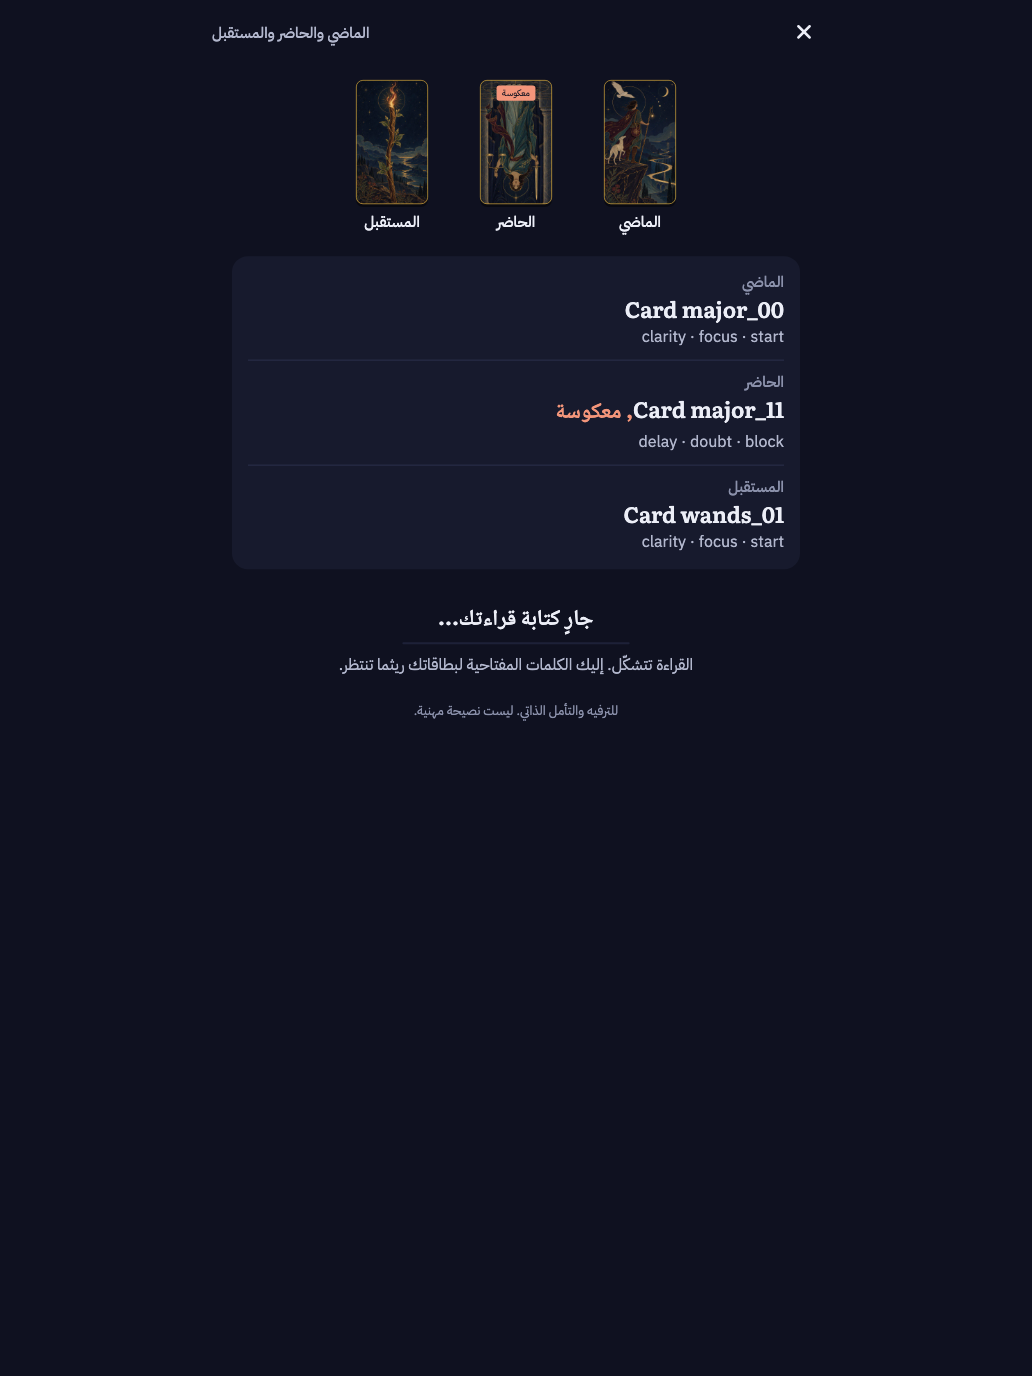 الماضي والحاضر والمستقبل
معكوسة
الماضي
الحاضر
المستقبل
الماضي
Card major_00
clarity · focus · start
الحاضر
Card major_11, معكوسة
delay · doubt · block
المستقبل
Card wands_01
clarity · focus · start
جارٍ كتابة قراءتك...
القراءة تتشكّل. إليك الكلمات المفتاحية لبطاقاتك ريثما تنتظر.
للترفيه والتأمل الذاتي. ليست نصيحة مهنية.